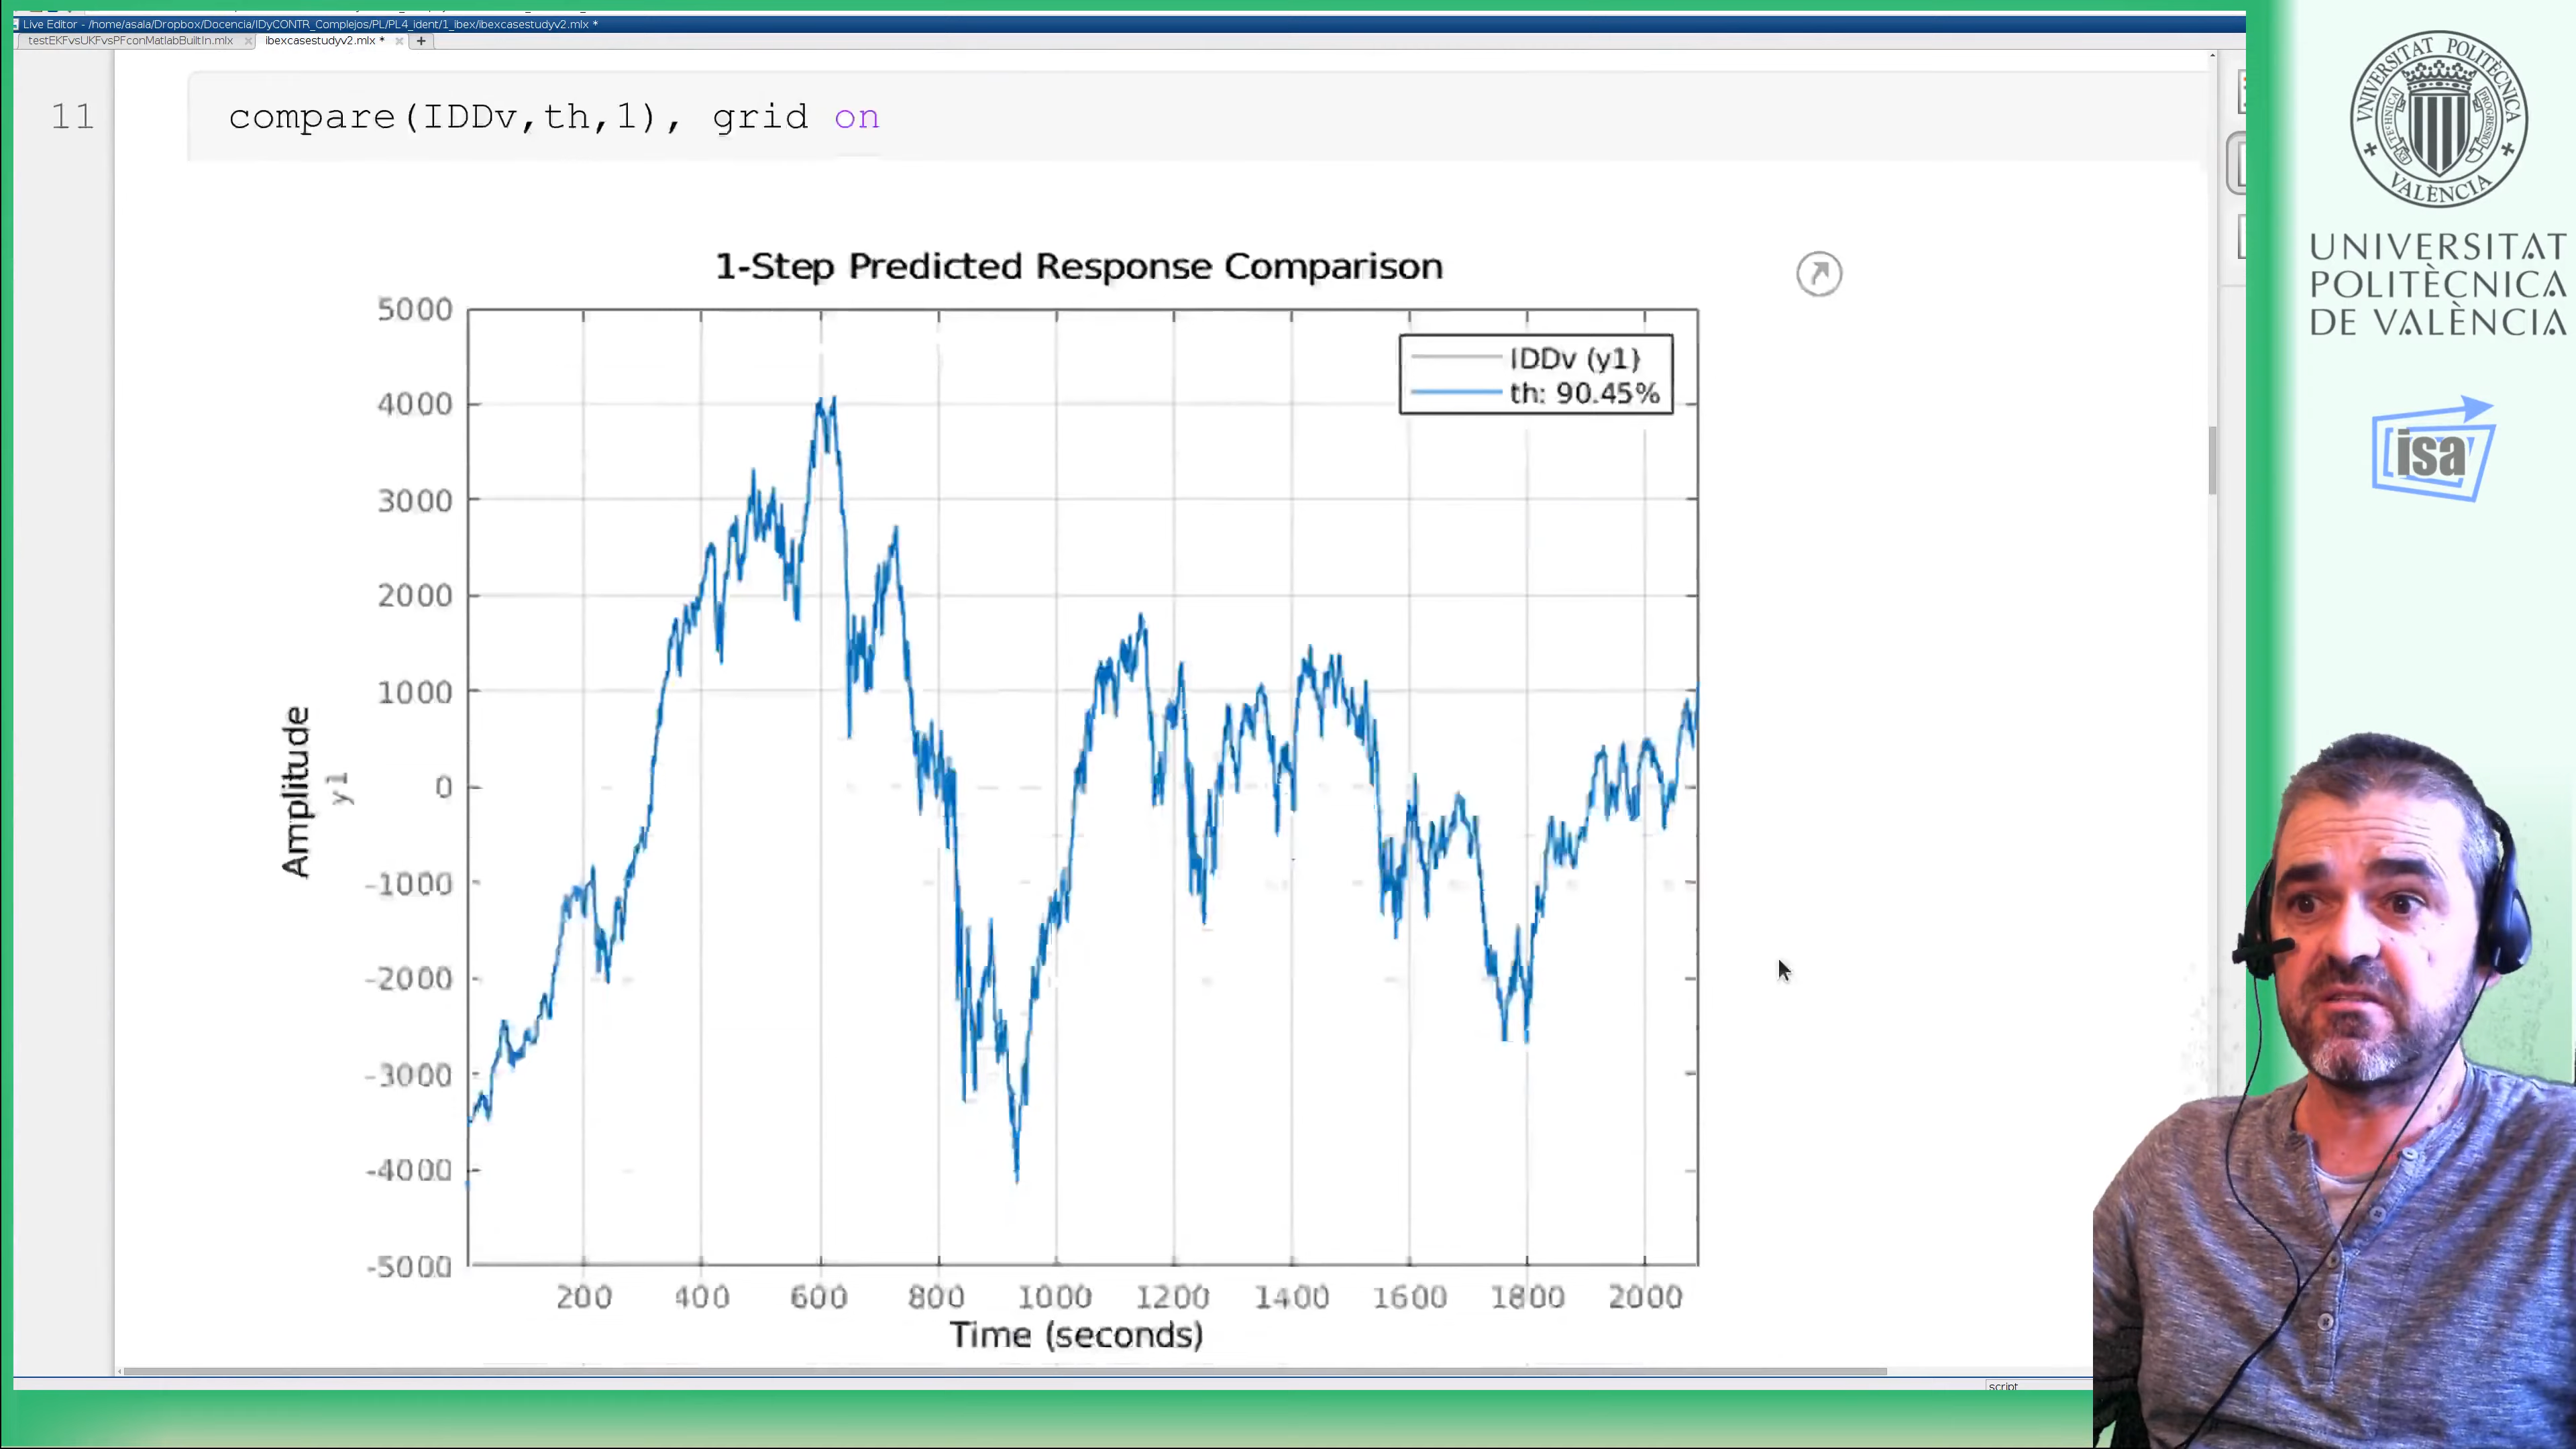 Live Editor - /home/asala/Dropbox/Docencia/IDyCONTR_Complejos/PL/PL4_ident/1_ibex/ibexcasestudyv2.mlx *
testEKFvsUKFvsPFconMatlabBuiltIn.mlx
ibexcasestudyv2.mlx *
11
compare(IDDv,th,1), grid on
1-Step Predicted Response Comparison
IDDv (y1)
th: 90.45%
5000
4000
3000
2000
1000
0
-1000
-2000
-3000
-4000
-5000
Amplitude
y1
200 400 600 800 1000 1200 1400 1600 1800 2000
Time (seconds)
script
UNIVERSITAT POLITÈCNICA
VALÈNCIA
UNIVERSITAT
POLITÈCNICA
DE VALÈNCIA
isa